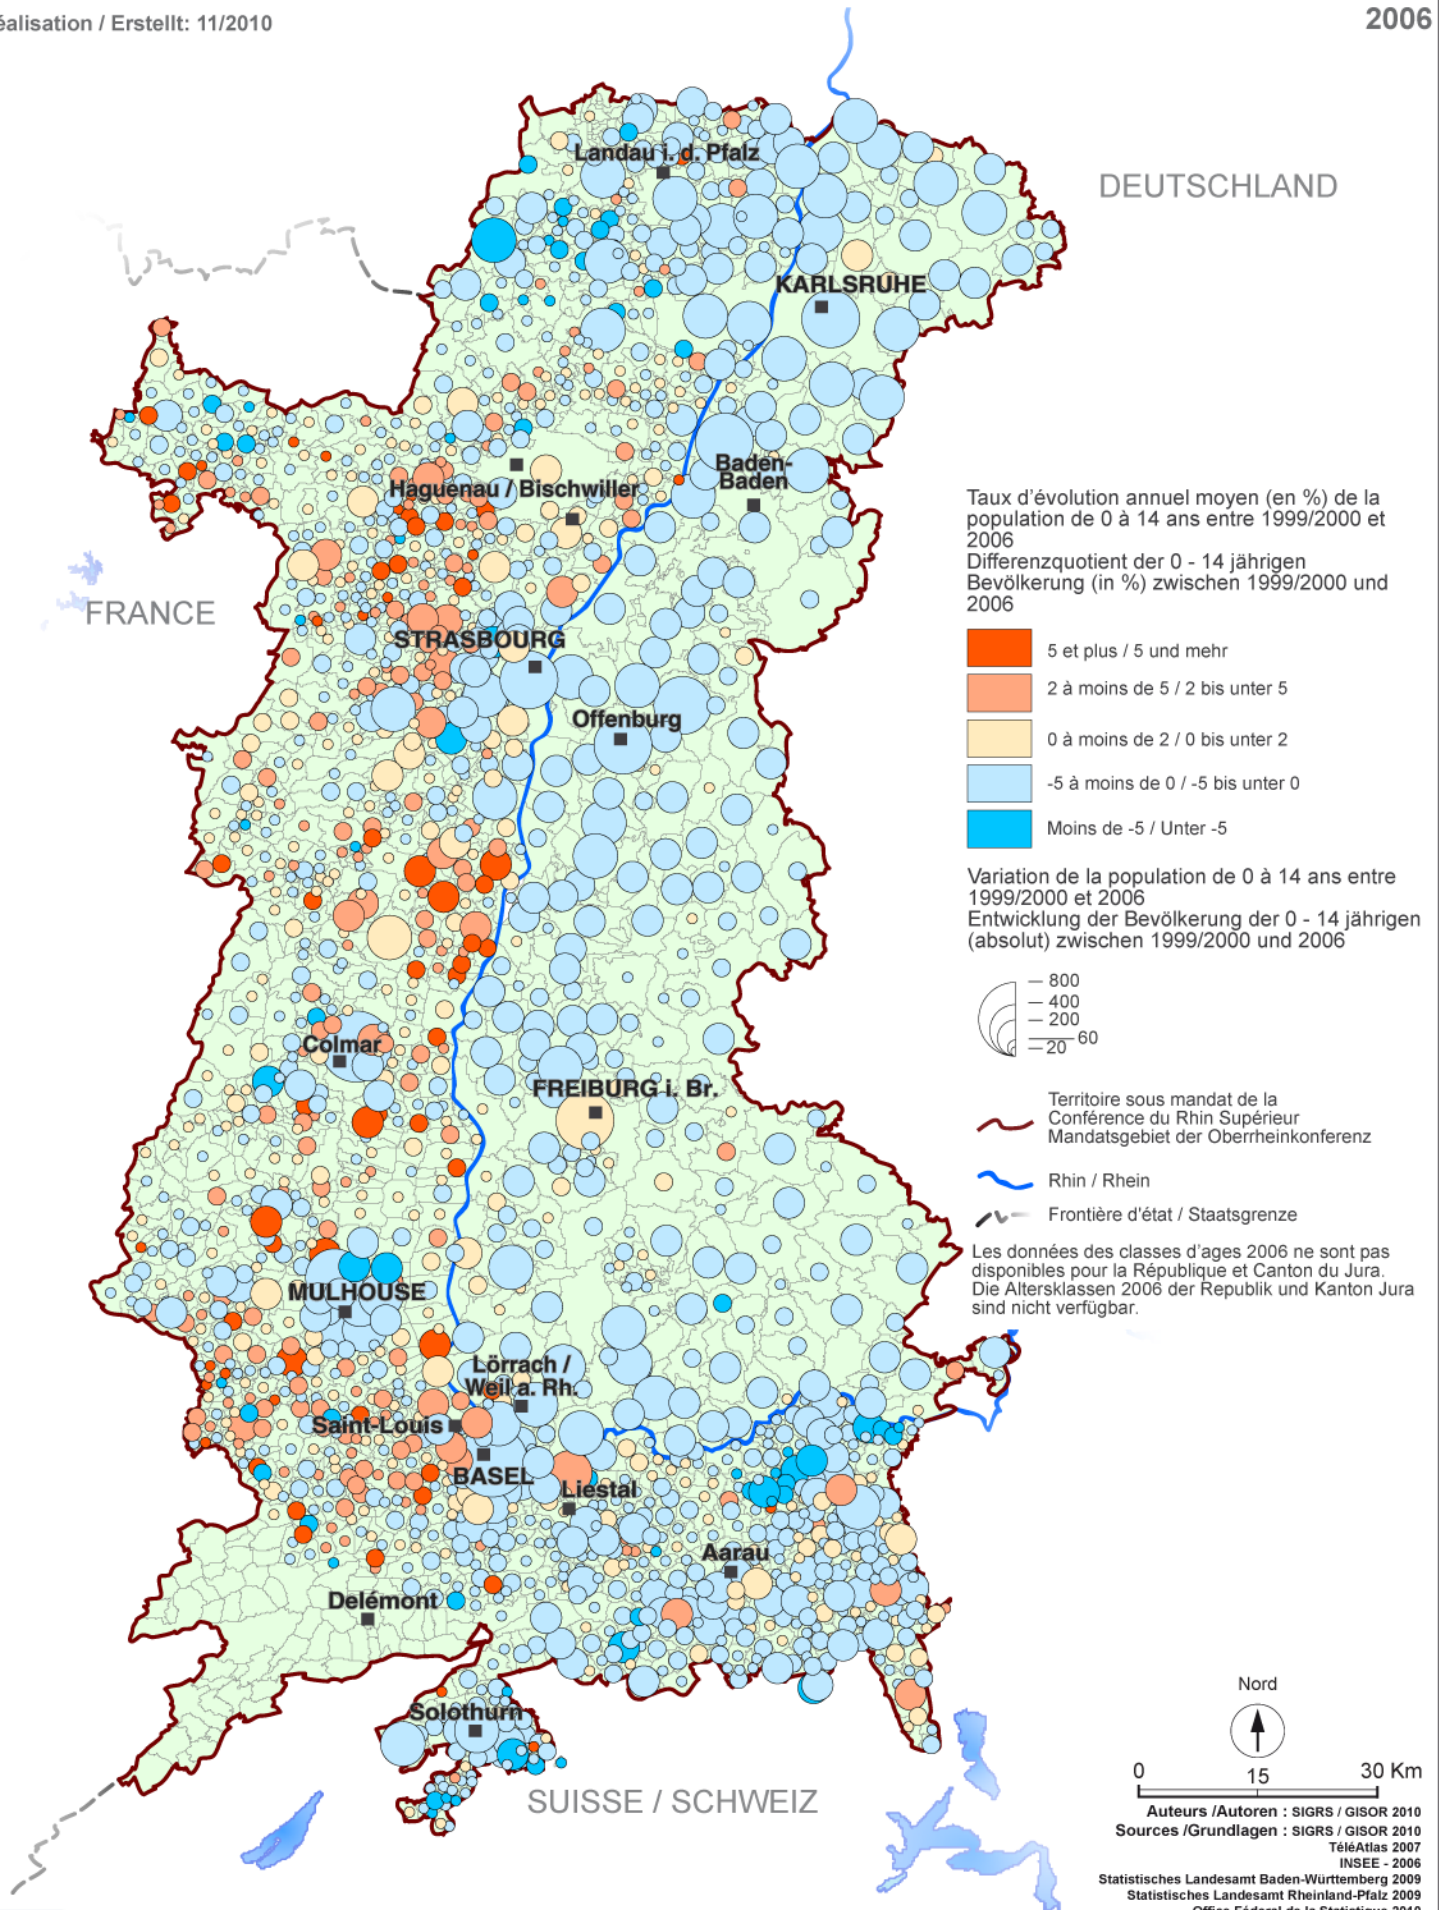 éalisation / Erstellt: 11/2010
2006
DEUTSCHLAND
Landau i. d. Pfalz
KARLSRUHE
Baden-
Baden
Haguenau / Bischwiller
FRANCE
STRASBOURG
Offenburg
Colmar
FREIBURG i. Br.
MULHOUSE
Lörrach /
Weil a. Rh.
Saint-Louis
BASEL
Liestal
Aarau
Delémont
Solothurn
SUISSE / SCHWEIZ
Taux d'évolution annuel moyen (en %) de la
population de 0 à 14 ans entre 1999/2000 et
2006
Differenzquotient der 0 - 14 jährigen
Bevölkerung (in %) zwischen 1999/2000 und
2006
5 et plus / 5 und mehr
2 à moins de 5 / 2 bis unter 5
0 à moins de 2 / 0 bis unter 2
-5 à moins de 0 / -5 bis unter 0
Moins de -5 / Unter -5
Variation de la population de 0 à 14 ans entre
1999/2000 et 2006
Entwicklung der Bevölkerung der 0 - 14 jährigen
(absolut) zwischen 1999/2000 und 2006
800
400
200
60
20
Territoire sous mandat de la
Conférence du Rhin Supérieur
Mandatsgebiet der Oberrheinkonferenz
Rhin / Rhein
Frontière d'état / Staatsgrenze
Les données des classes d'ages 2006 ne sont pas
disponibles pour la République et Canton du Jura.
Die Altersklassen 2006 der Republik und Kanton Jura
sind nicht verfügbar.
Nord
0 15 30 Km
Auteurs /Autoren : SIGRS / GISOR 2010
Sources /Grundlagen : SIGRS / GISOR 2010
TéléAtlas 2007
INSEE - 2006
Statistisches Landesamt Baden-Württemberg 2009
Statistisches Landesamt Rheinland-Pfalz 2009
Office Fédéral de la Statistique 2010